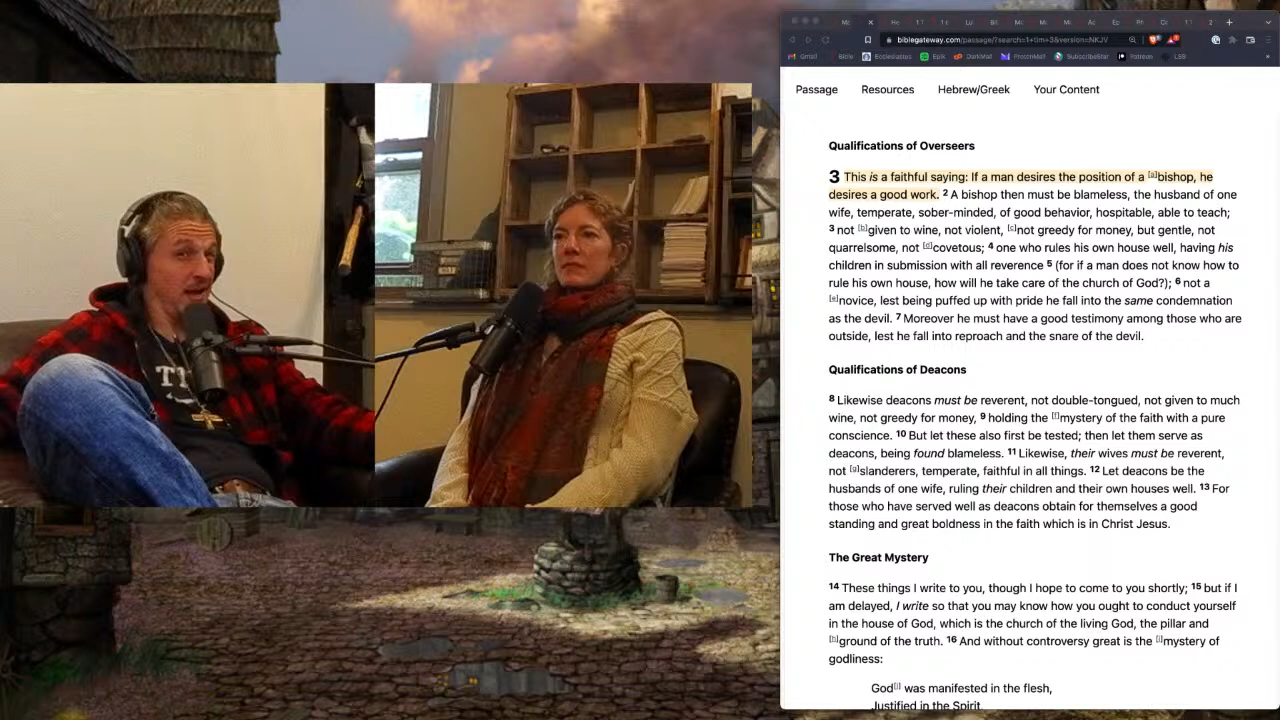 biblegateway.com/passage/?search=1+tim+3&version=NKJV
Gmail Bible Ecclesiastes Epik DarkMail ProtonMail SubscribeStar Patreon LSB
Passage Resources Hebrew/Greek Your Content
Qualifications of Overseers
3 This is a faithful saying: If a man desires the position of a [a]bishop, he
desires a good work. 2 A bishop then must be blameless, the husband of one
wife, temperate, sober-minded, of good behavior, hospitable, able to teach;
3 not [b]given to wine, not violent, [c]not greedy for money, but gentle, not
quarrelsome, not [d]covetous; 4 one who rules his own house well, having his
children in submission with all reverence 5 (for if a man does not know how to
rule his own house, how will he take care of the church of God?); 6 not a
[e]novice, lest being puffed up with pride he fall into the same condemnation
as the devil. 7 Moreover he must have a good testimony among those who are
outside, lest he fall into reproach and the snare of the devil.
Qualifications of Deacons
8 Likewise deacons must be reverent, not double-tongued, not given to much
wine, not greedy for money, 9 holding the [f]mystery of the faith with a pure
conscience. 10 But let these also first be tested; then let them serve as
deacons, being found blameless. 11 Likewise, their wives must be reverent,
not [g]slanderers, temperate, faithful in all things. 12 Let deacons be the
husbands of one wife, ruling their children and their own houses well. 13 For
those who have served well as deacons obtain for themselves a good
standing and great boldness in the faith which is in Christ Jesus.
The Great Mystery
14 These things I write to you, though I hope to come to you shortly; 15 but if I
am delayed, I write so that you may know how you ought to conduct yourself
in the house of God, which is the church of the living God, the pillar and
[h]ground of the truth. 16 And without controversy great is the [i]mystery of
godliness:
God[j] was manifested in the flesh,
Justified in the Spirit,